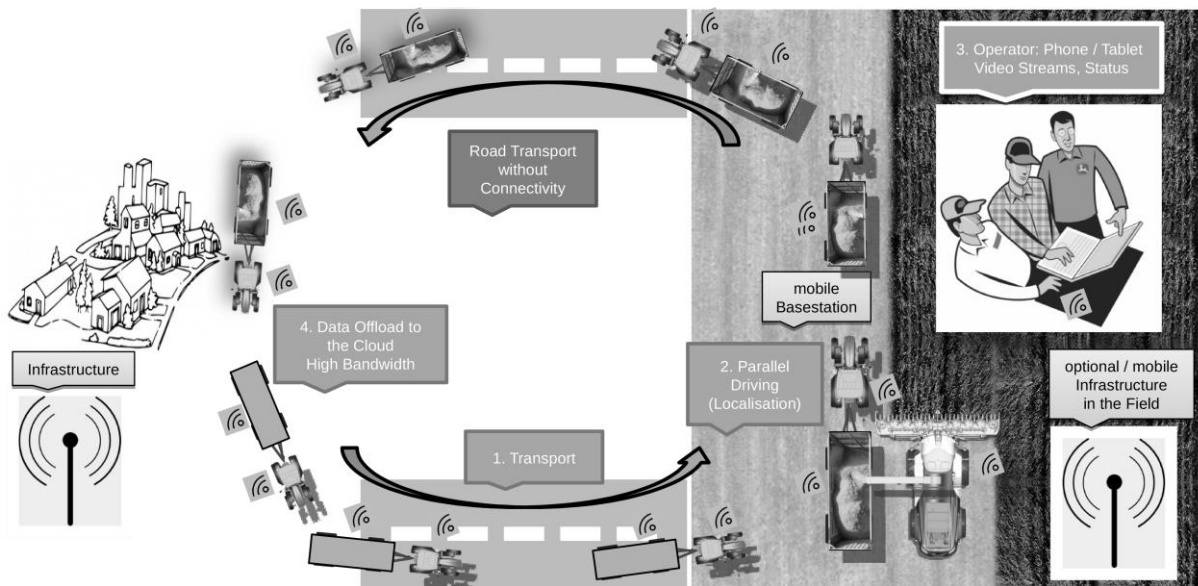 3. Operator: Phone / Tablet
Video Streams, Status
Road Transport
without
Connectivity
mobile
Basestation
4. Data Offload to
the Cloud
High Bandwidth
Infrastructure
2. Parallel
Driving
(Localisation)
optional / mobile
Infrastructure
in the Field
1. Transport